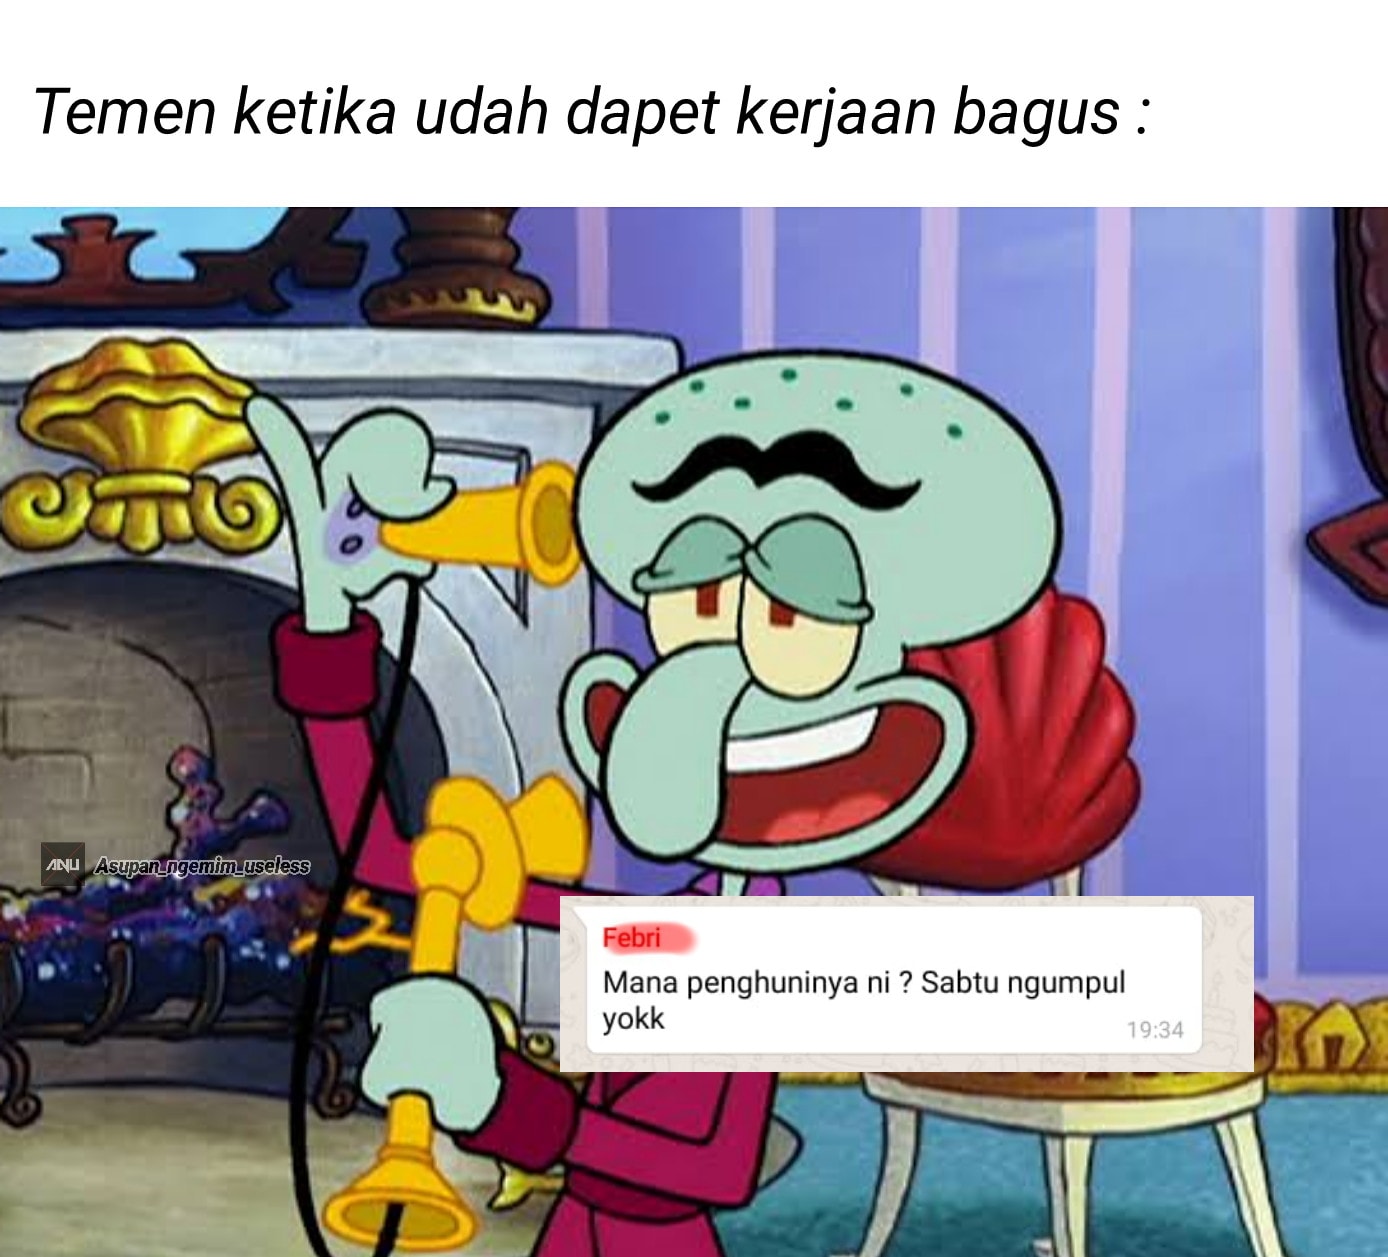 Temen ketika udah dapet kerjaan bagus :
ANU Asupan_ngemim_useless
Febri
Mana penghuninya ni ? Sabtu ngumpul
yokk
19:34